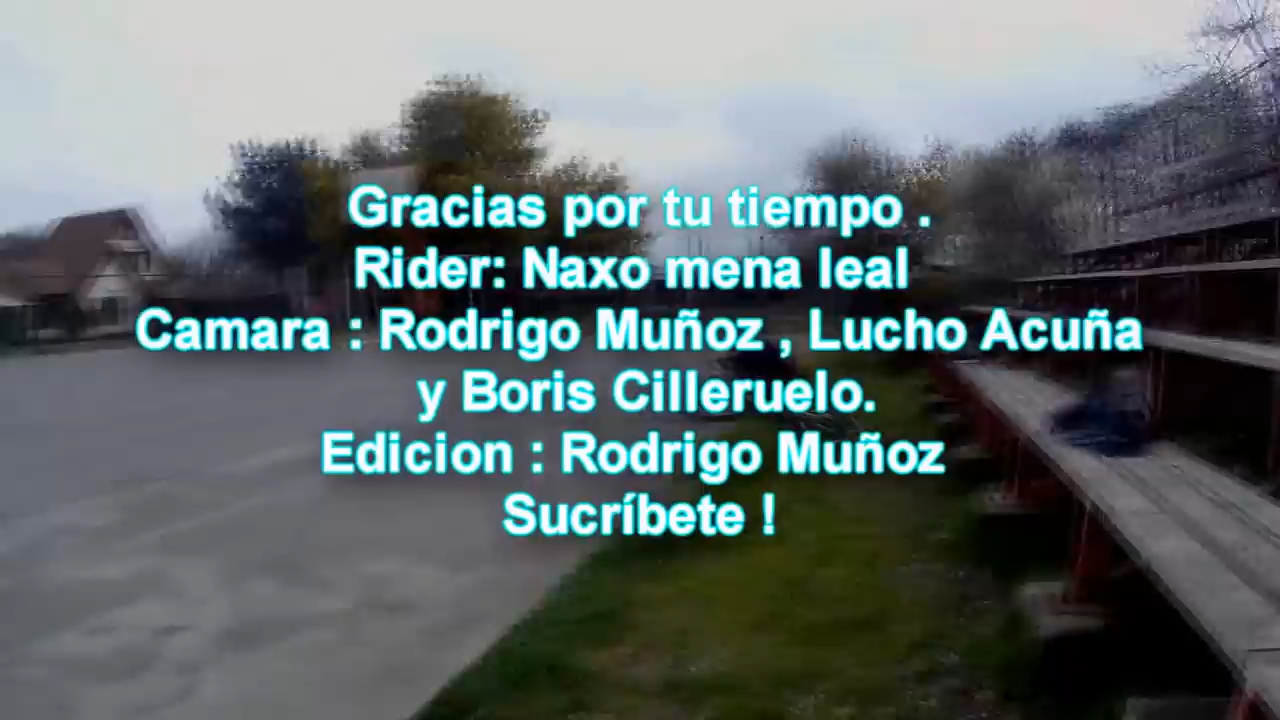 Gracias por tu tiempo .
Rider: Naxo mena leal
Camara : Rodrigo Muñoz , Lucho Acuña
y Boris Cilleruelo.
Edicion : Rodrigo Muñoz
Sucríbete !